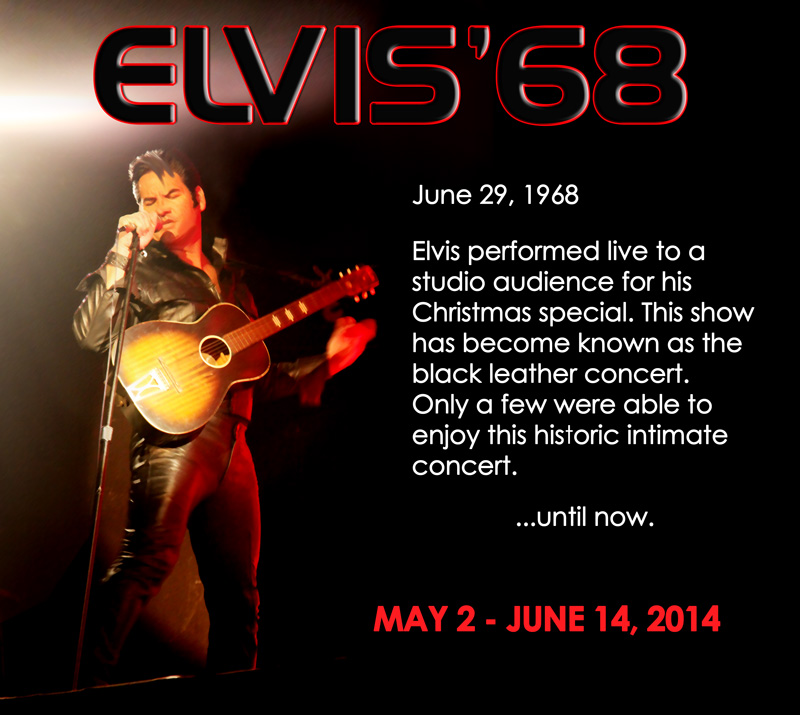 ELVIS'68
June 29, 1968
Elvis performed live to a
studio audience for his
Christmas special. This show
has become known as the
black leather concert.
Only a few were able to
enjoy this historic intimate
concert.
...until now.
MAY 2 - JUNE 14, 2014